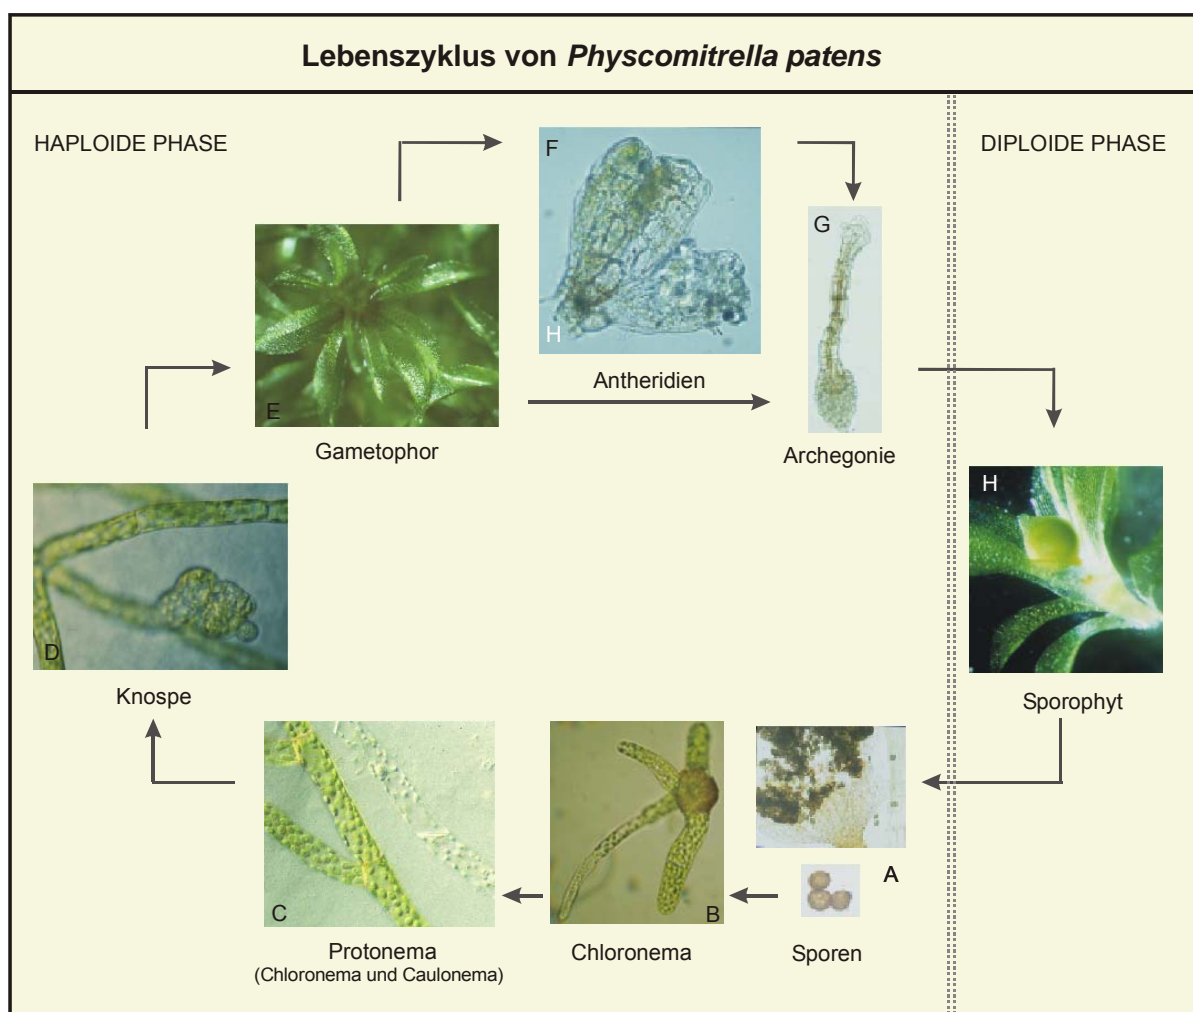 Lebenszyklus von Physcomitrella patens
HAPLOIDE PHASE
DIPLOIDE PHASE
F
H
Antheridien
G
Archegonie
E
Gametophor
H
Sporophyt
D
Knospe
C
Protonema
(Chloronema und Caulonema)
B
Chloronema
A
Sporen